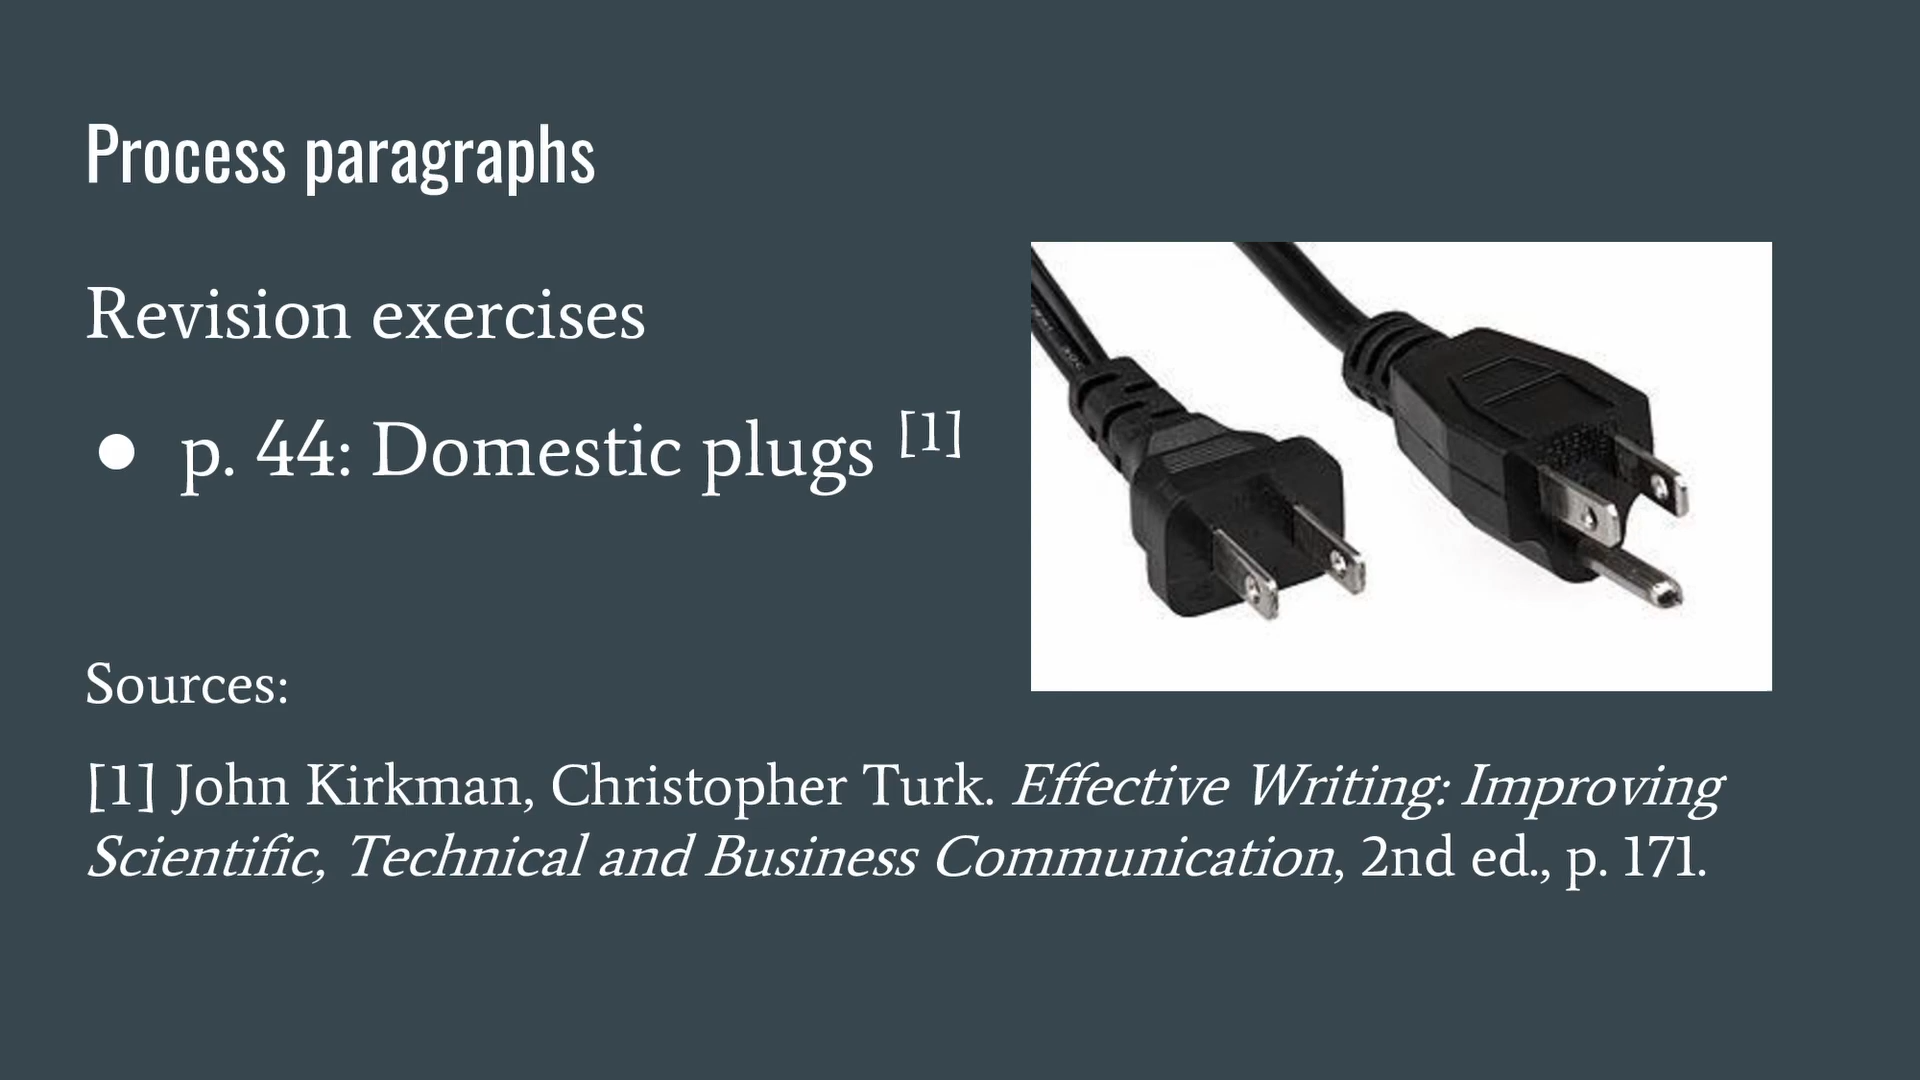 Process paragraphs
Revision exercises
● p. 44: Domestic plugs [1]
Sources:
[1] John Kirkman, Christopher Turk. Effective Writing: Improving
Scientific, Technical and Business Communication, 2nd ed., p. 171.